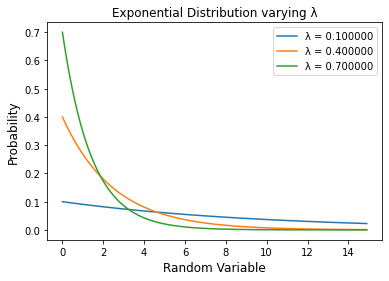 Exponential Distribution varying λ
λ = 0.100000
λ = 0.400000
λ = 0.700000
Probability
0.7
0.6
0.5
0.4
0.3
0.2
0.1
0.0
0 2 4 6 8 10 12 14
Random Variable